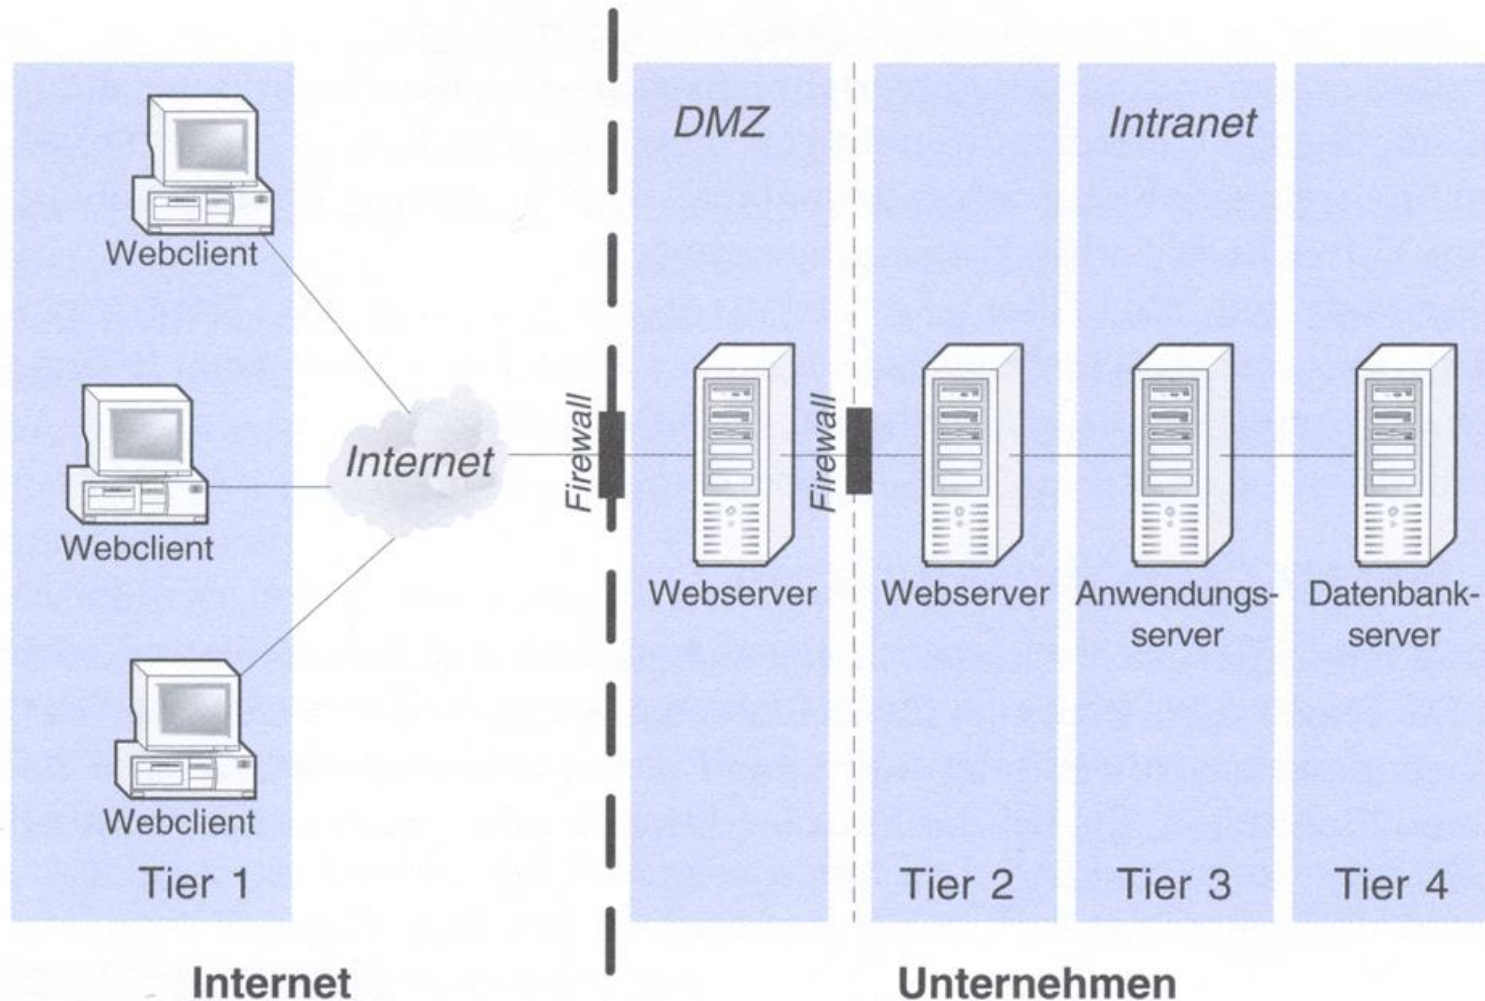 DMZ
Intranet
Webclient
Webclient
Webclient
Internet
Firewall
Firewall
Webserver
Webserver
Anwendungs-
server
Datenbank-
server
Tier 1
Tier 2
Tier 3
Tier 4
Internet
Unternehmen